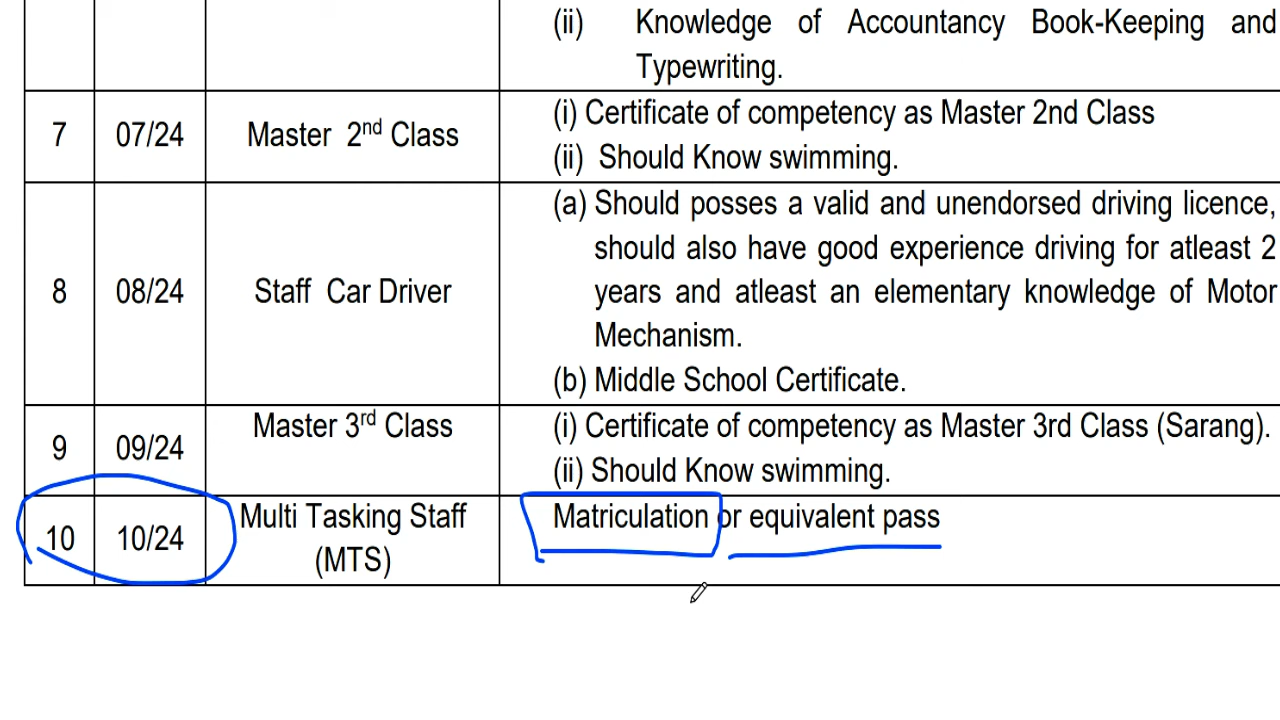 (ii) Knowledge of Accountancy Book-Keeping and
Typewriting.
7 07/24 Master 2nd Class
(i) Certificate of competency as Master 2nd Class
(ii) Should Know swimming.
8 08/24 Staff Car Driver
(a) Should posses a valid and unendorsed driving licence,
should also have good experience driving for atleast 2
years and atleast an elementary knowledge of Motor
Mechanism.
(b) Middle School Certificate.
9 09/24 Master 3rd Class
(i) Certificate of competency as Master 3rd Class (Sarang).
(ii) Should Know swimming.
10 10/24 Multi Tasking Staff
(MTS)
Matriculation or equivalent pass